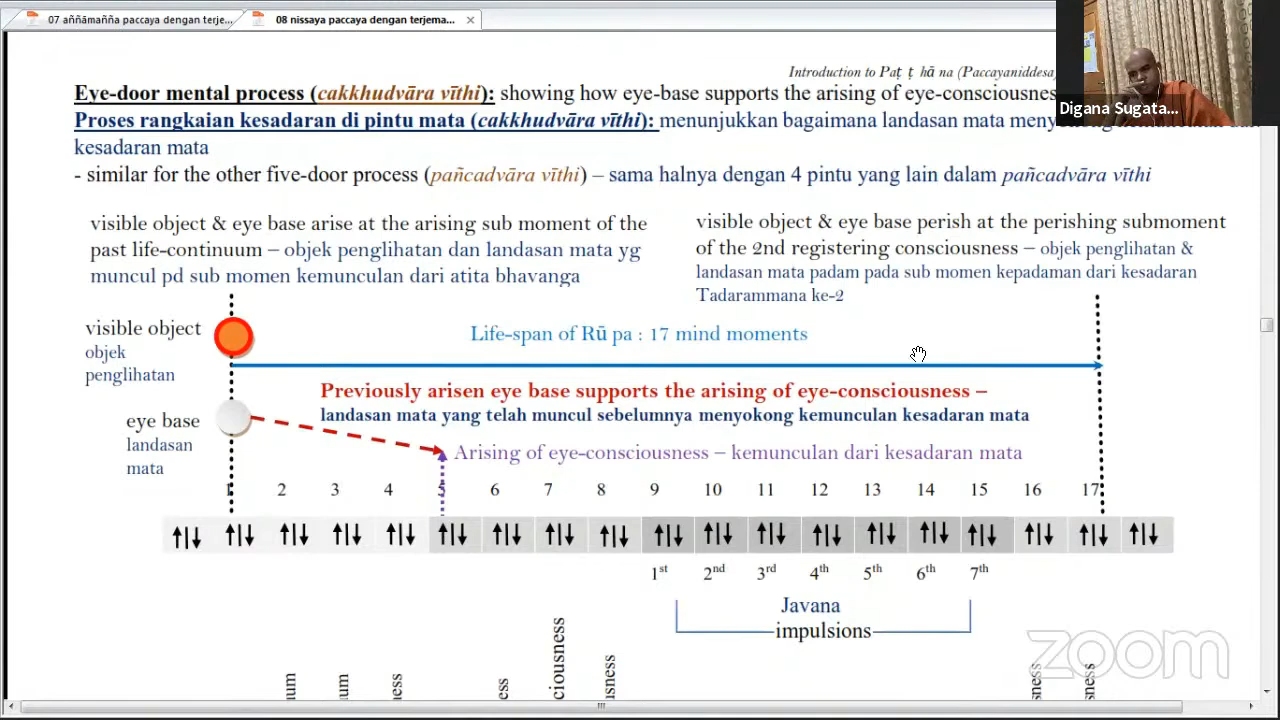 07 aññāmañña paccaya dengan terje...
08 nissaya paccaya dengan terjema...
Introduction to Paṭ ṭ hā na (Paccayaniddesa)
Digana Sugata...
Eye-door mental process (cakkhudvāra vīthi): showing how eye-base supports the arising of eye-consciousne
Proses rangkaian kesadaran di pintu mata (cakkhudvāra vīthi): menunjukkan bagaimana landasan mata
kesadaran mata
- similar for the other five-door process (pañcadvāra vīthi) – sama halnya dengan 4 pintu yang lain dalam pañcadvāra vīthi
visible object & eye base arise at the arising sub moment of the
past life-continuum – objek penglihatan dan landasan mata yg
muncul pd sub momen kemunculan dari atita bhavanga
visible object & eye base perish at the perishing submoment
of the 2nd registering consciousness – objek penglihatan &
landasan mata padam pada sub momen kepadaman dari kesadaran
Tadarammana ke-2
visible object
objek
penglihatan
Life-span of Rū pa : 17 mind moments
Previously arisen eye base supports the arising of eye-consciousness –
landasan mata yang telah muncul sebelumnya menyokong kemunculan kesadaran mata
eye base
landasan
mata
Arising of eye-consciousness – kemunculan dari kesadaran mata
1 2 3 4 5 6 7 8 9 10 11 12 13 14 15 16 17
1st 2nd 3rd 4th 5th 6th 7th
Javana
impulsions
um
um
ness
ess
ciousness
usness
sness
sness
zoom